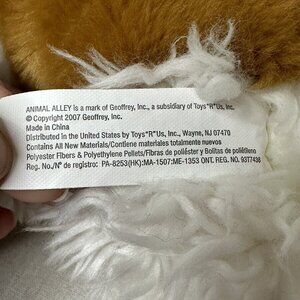 ANIMAL ALLEY is a mark of Geoffrey, Inc., a subsidiary of Toys"R"Us, Inc.
© Copyright 2007 Geoffrey, Inc.
Made in China
Distributed in the United States by Toys"R"Us, Inc., Wayne, NJ 07470
Contains All New Materials/Contiene materiales totalmente nuevos
Polyester Fibers & Polyethylene Pellets/Fibras de poliéster y Bolitas de polietileno
Reg. No./N° de registro: PA-8253(HK):MA-1507:ME-1353 ONT. REG. NO. 93T7438